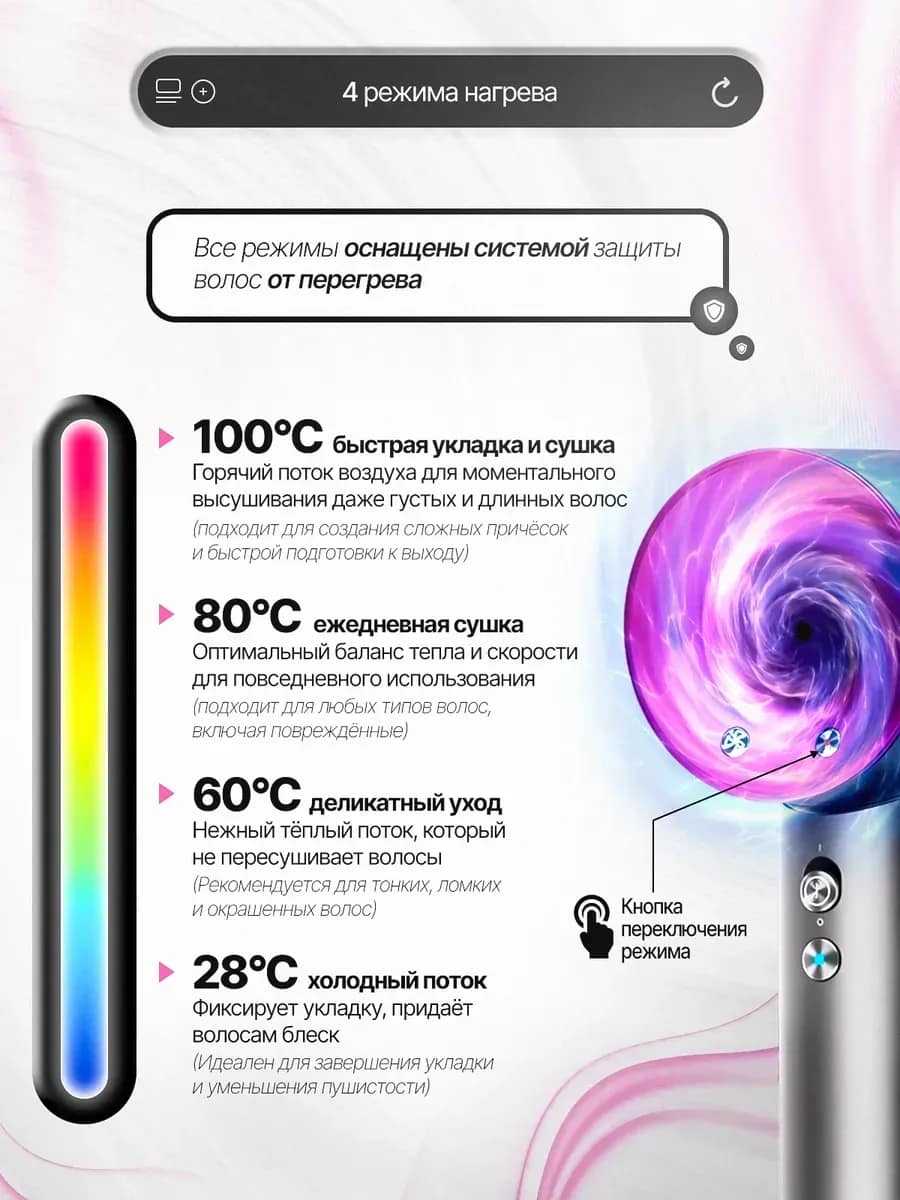 4 режима нагрева
Все режимы оснащены системой защиты
волос от перегрева
100°C быстрая укладка и сушка
Горячий поток воздуха для моментального
высушивания даже густых и длинных волос
(подходит для создания сложных причёсок
и быстрой подготовки к выходу)
80°C ежедневная сушка
Оптимальный баланс тепла и скорости
для повседневного использования
(подходит для любых типов волос,
включая повреждённые)
60°C деликатный уход
Нежный тёплый поток, который
не пересушивает волосы
(Рекомендуется для тонких, ломких
и окрашенных волос)
Кнопка
переключения
режима
28°C холодный поток
Фиксирует укладку, придаёт
волосам блеск
(Идеален для завершения укладки
и уменьшения пушистости)